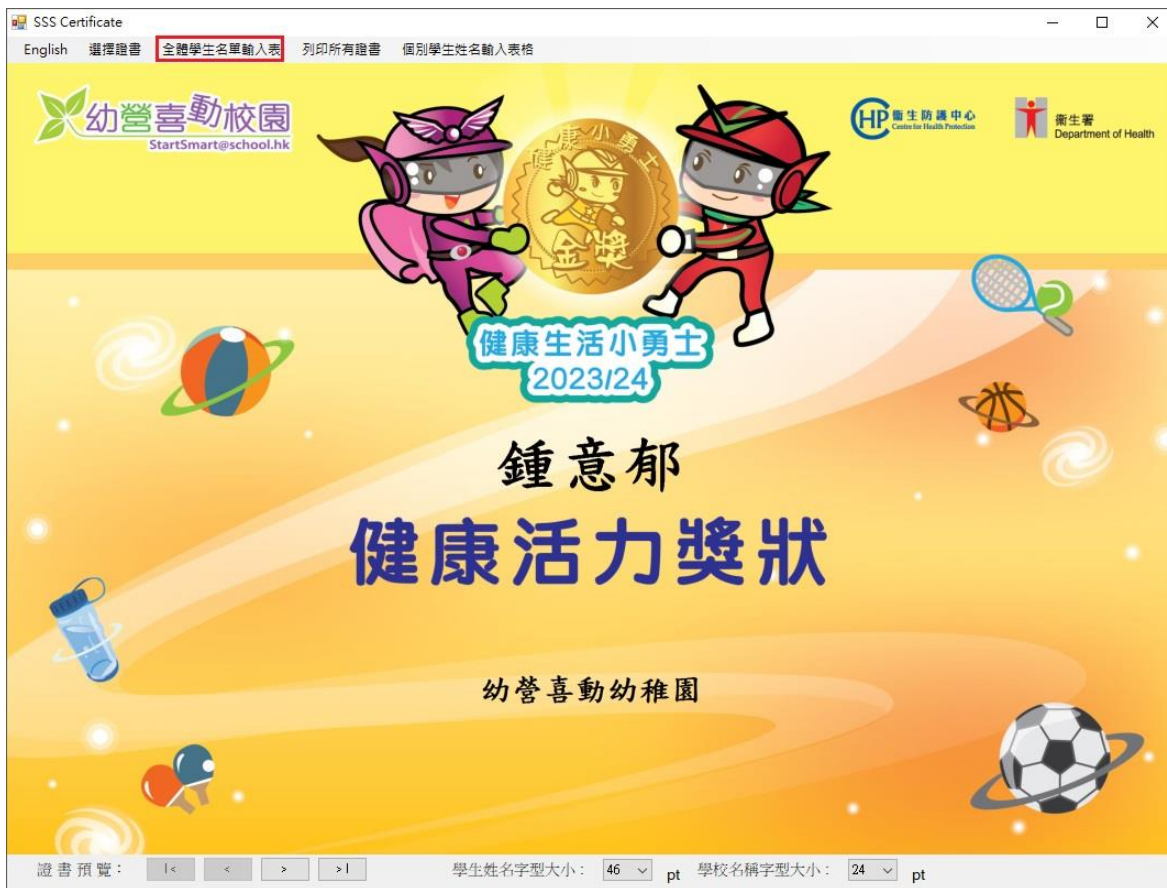 SSS Certificate
English 選擇證書 全體學生名單輸入表 列印所有證書 個別學生姓名輸入表格
幼營喜動校園
StartSmart@school.hk
健康小勇士
金獎
CHP 衞生防護中心
Centre for Health Protection
衞生署
Department of Health
健康生活小勇士
2023/24
鍾意郁
健康活力獎狀
幼營喜動幼稚園
證書預覽： |< < > >| 學生姓名字型大小： 46 pt 學校名稱字型大小： 24 pt